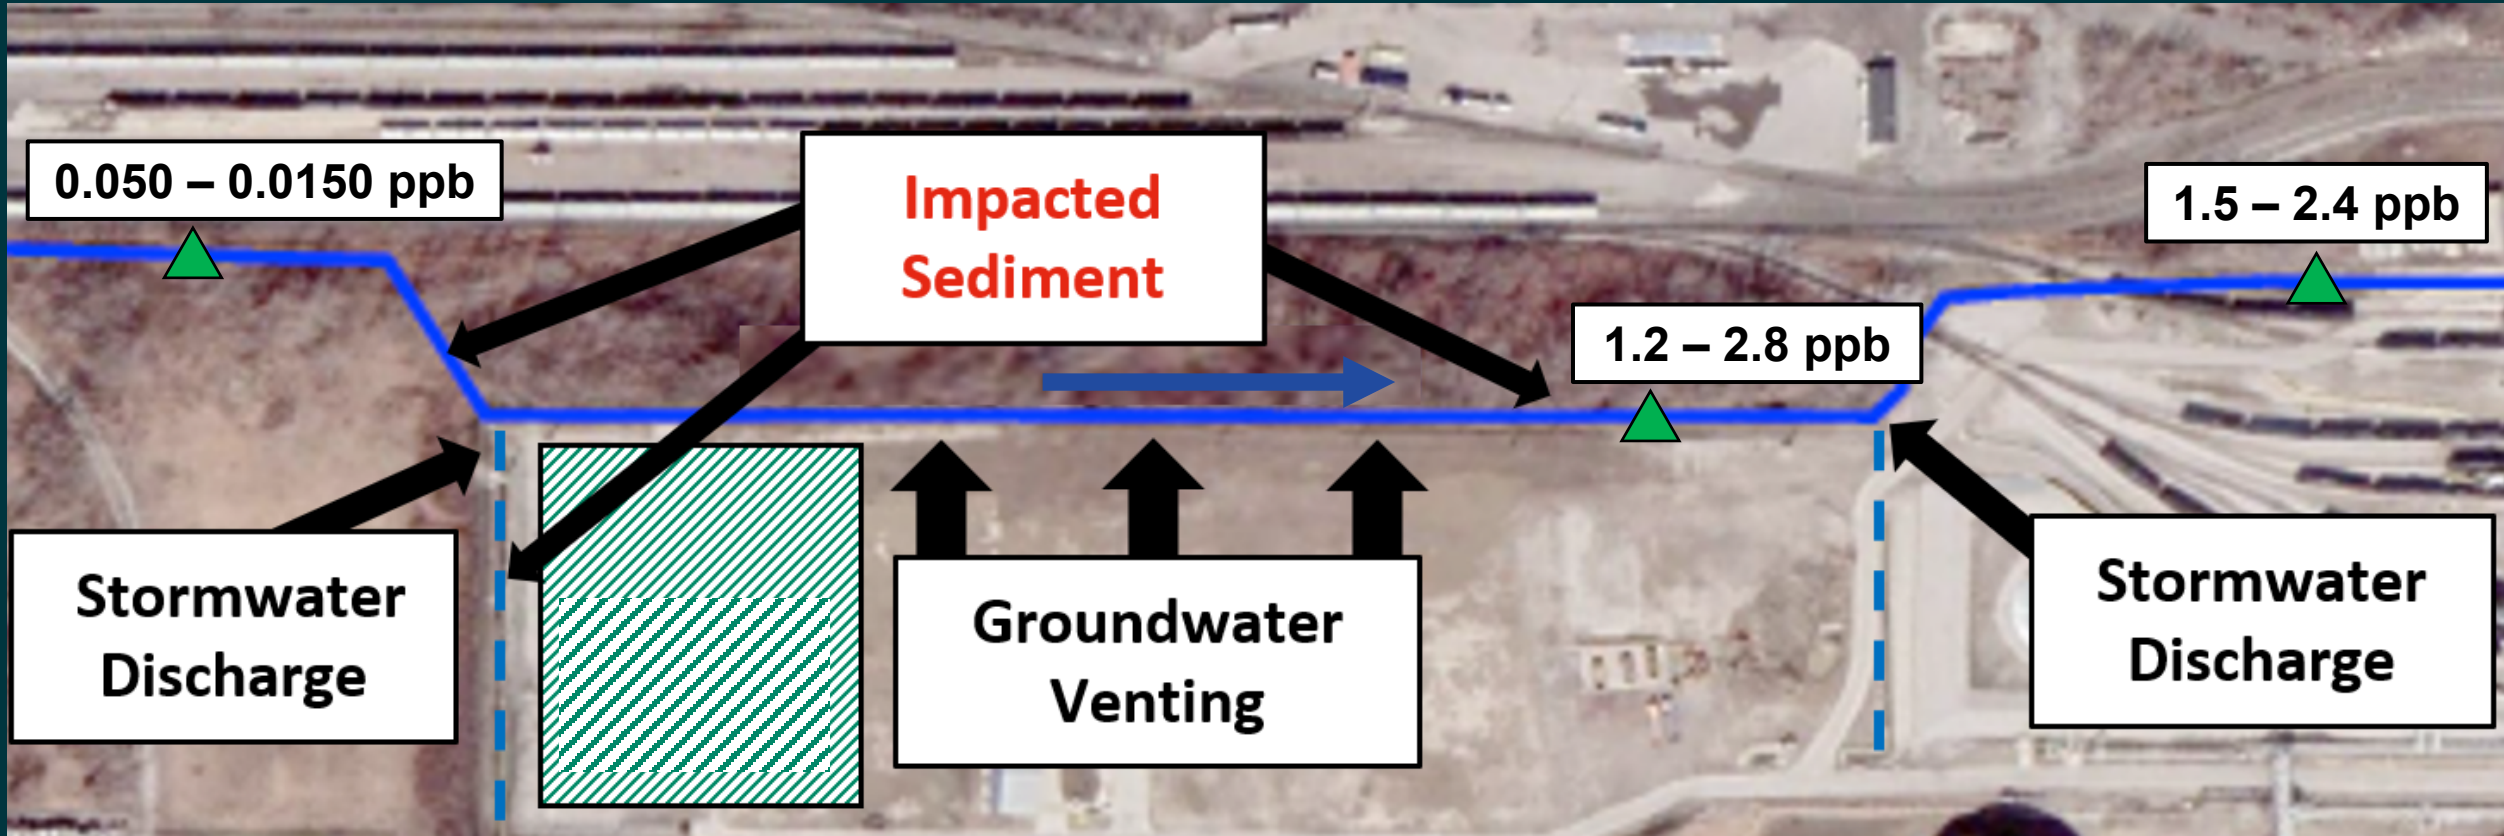 0.050 – 0.0150 ppb
Impacted
Sediment
1.5 – 2.4 ppb
1.2 – 2.8 ppb
Stormwater
Discharge
Groundwater
Venting
Stormwater
Discharge